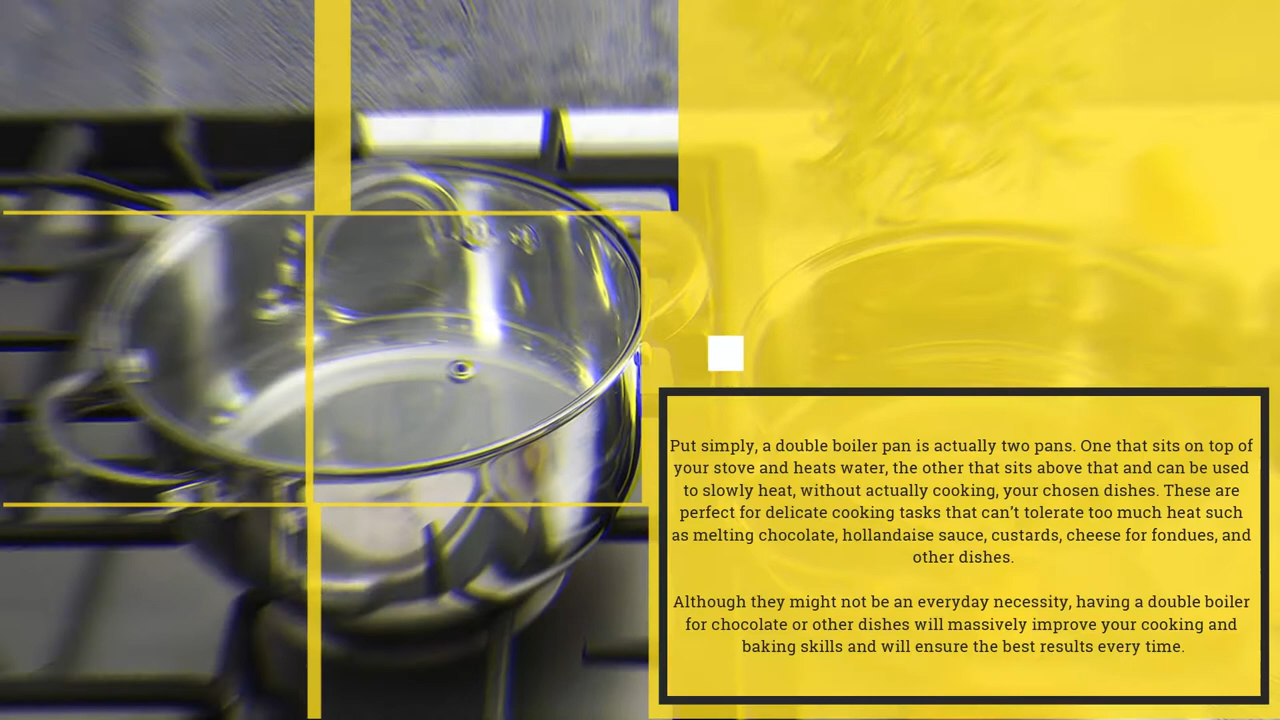 Put simply, a double boiler pan is actually two pans. One that sits on top of
your stove and heats water, the other that sits above that and can be used
to slowly heat, without actually cooking, your chosen dishes. These are
perfect for delicate cooking tasks that can’t tolerate too much heat such
as melting chocolate, hollandaise sauce, custards, cheese for fondues, and
other dishes.
Although they might not be an everyday necessity, having a double boiler
for chocolate or other dishes will massively improve your cooking and
baking skills and will ensure the best results every time.